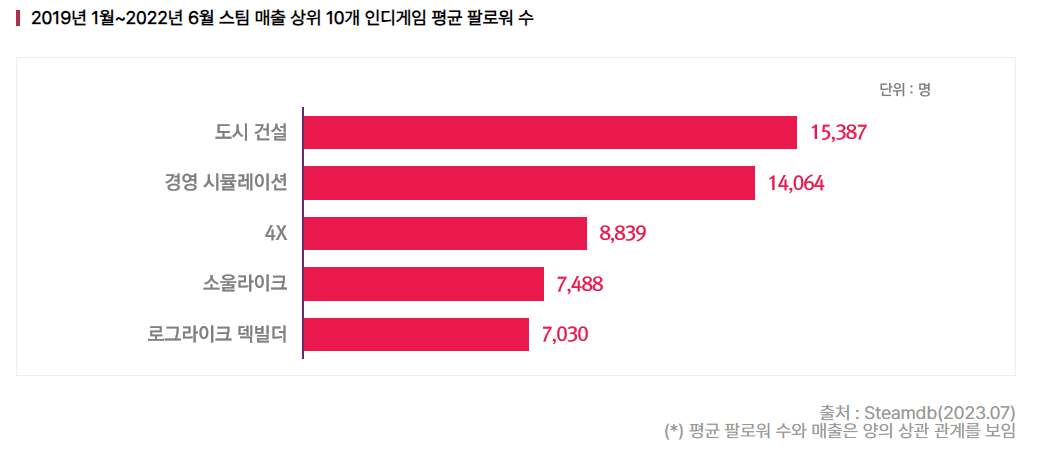 2019년 1월~2022년 6월 스팀 매출 상위 10개 인디게임 평균 팔로워 수
단위 : 명
도시 건설 15,387
경영 시뮬레이션 14,064
4X 8,839
소울라이크 7,488
로그라이크 덱빌더 7,030
출처 : Steamdb(2023.07)
(*) 평균 팔로워 수와 매출은 양의 상관 관계를 보임